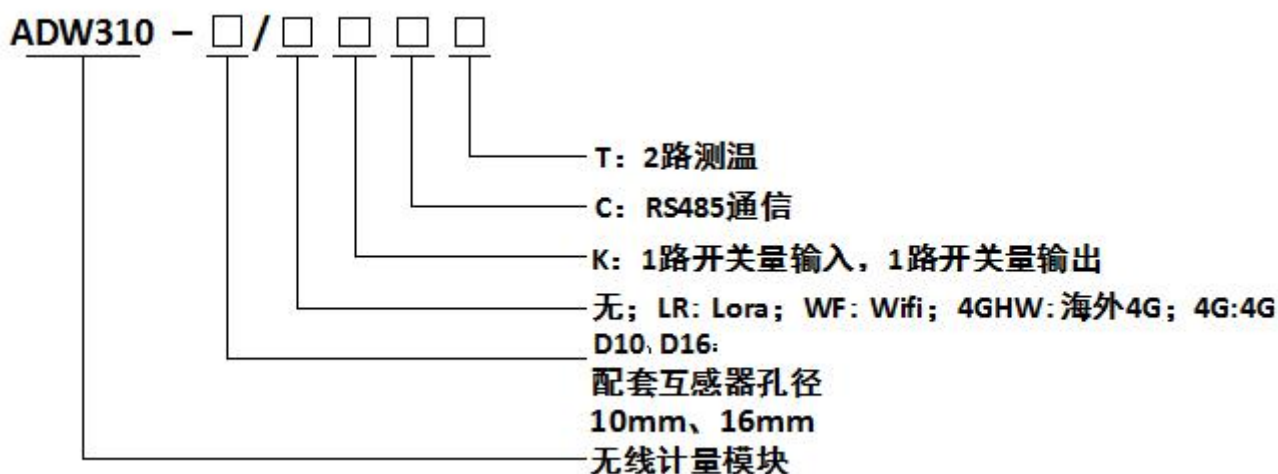 ADW310 - □ / □ □ □ □
T：2路测温
C：RS485通信
K：1路开关量输入，1路开关量输出
无；LR: Lora；WF: Wifi；4GHW: 海外4G；4G:4G
D10、D16：
配套互感器孔径
10mm、16mm
无线计量模块